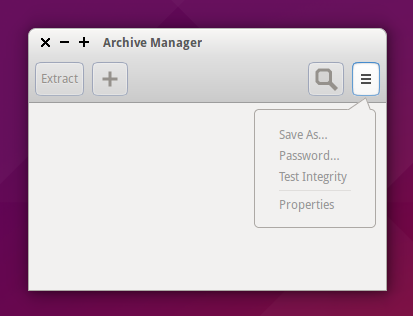 Archive Manager
Extract
Save As...
Password...
Test Integrity
Properties